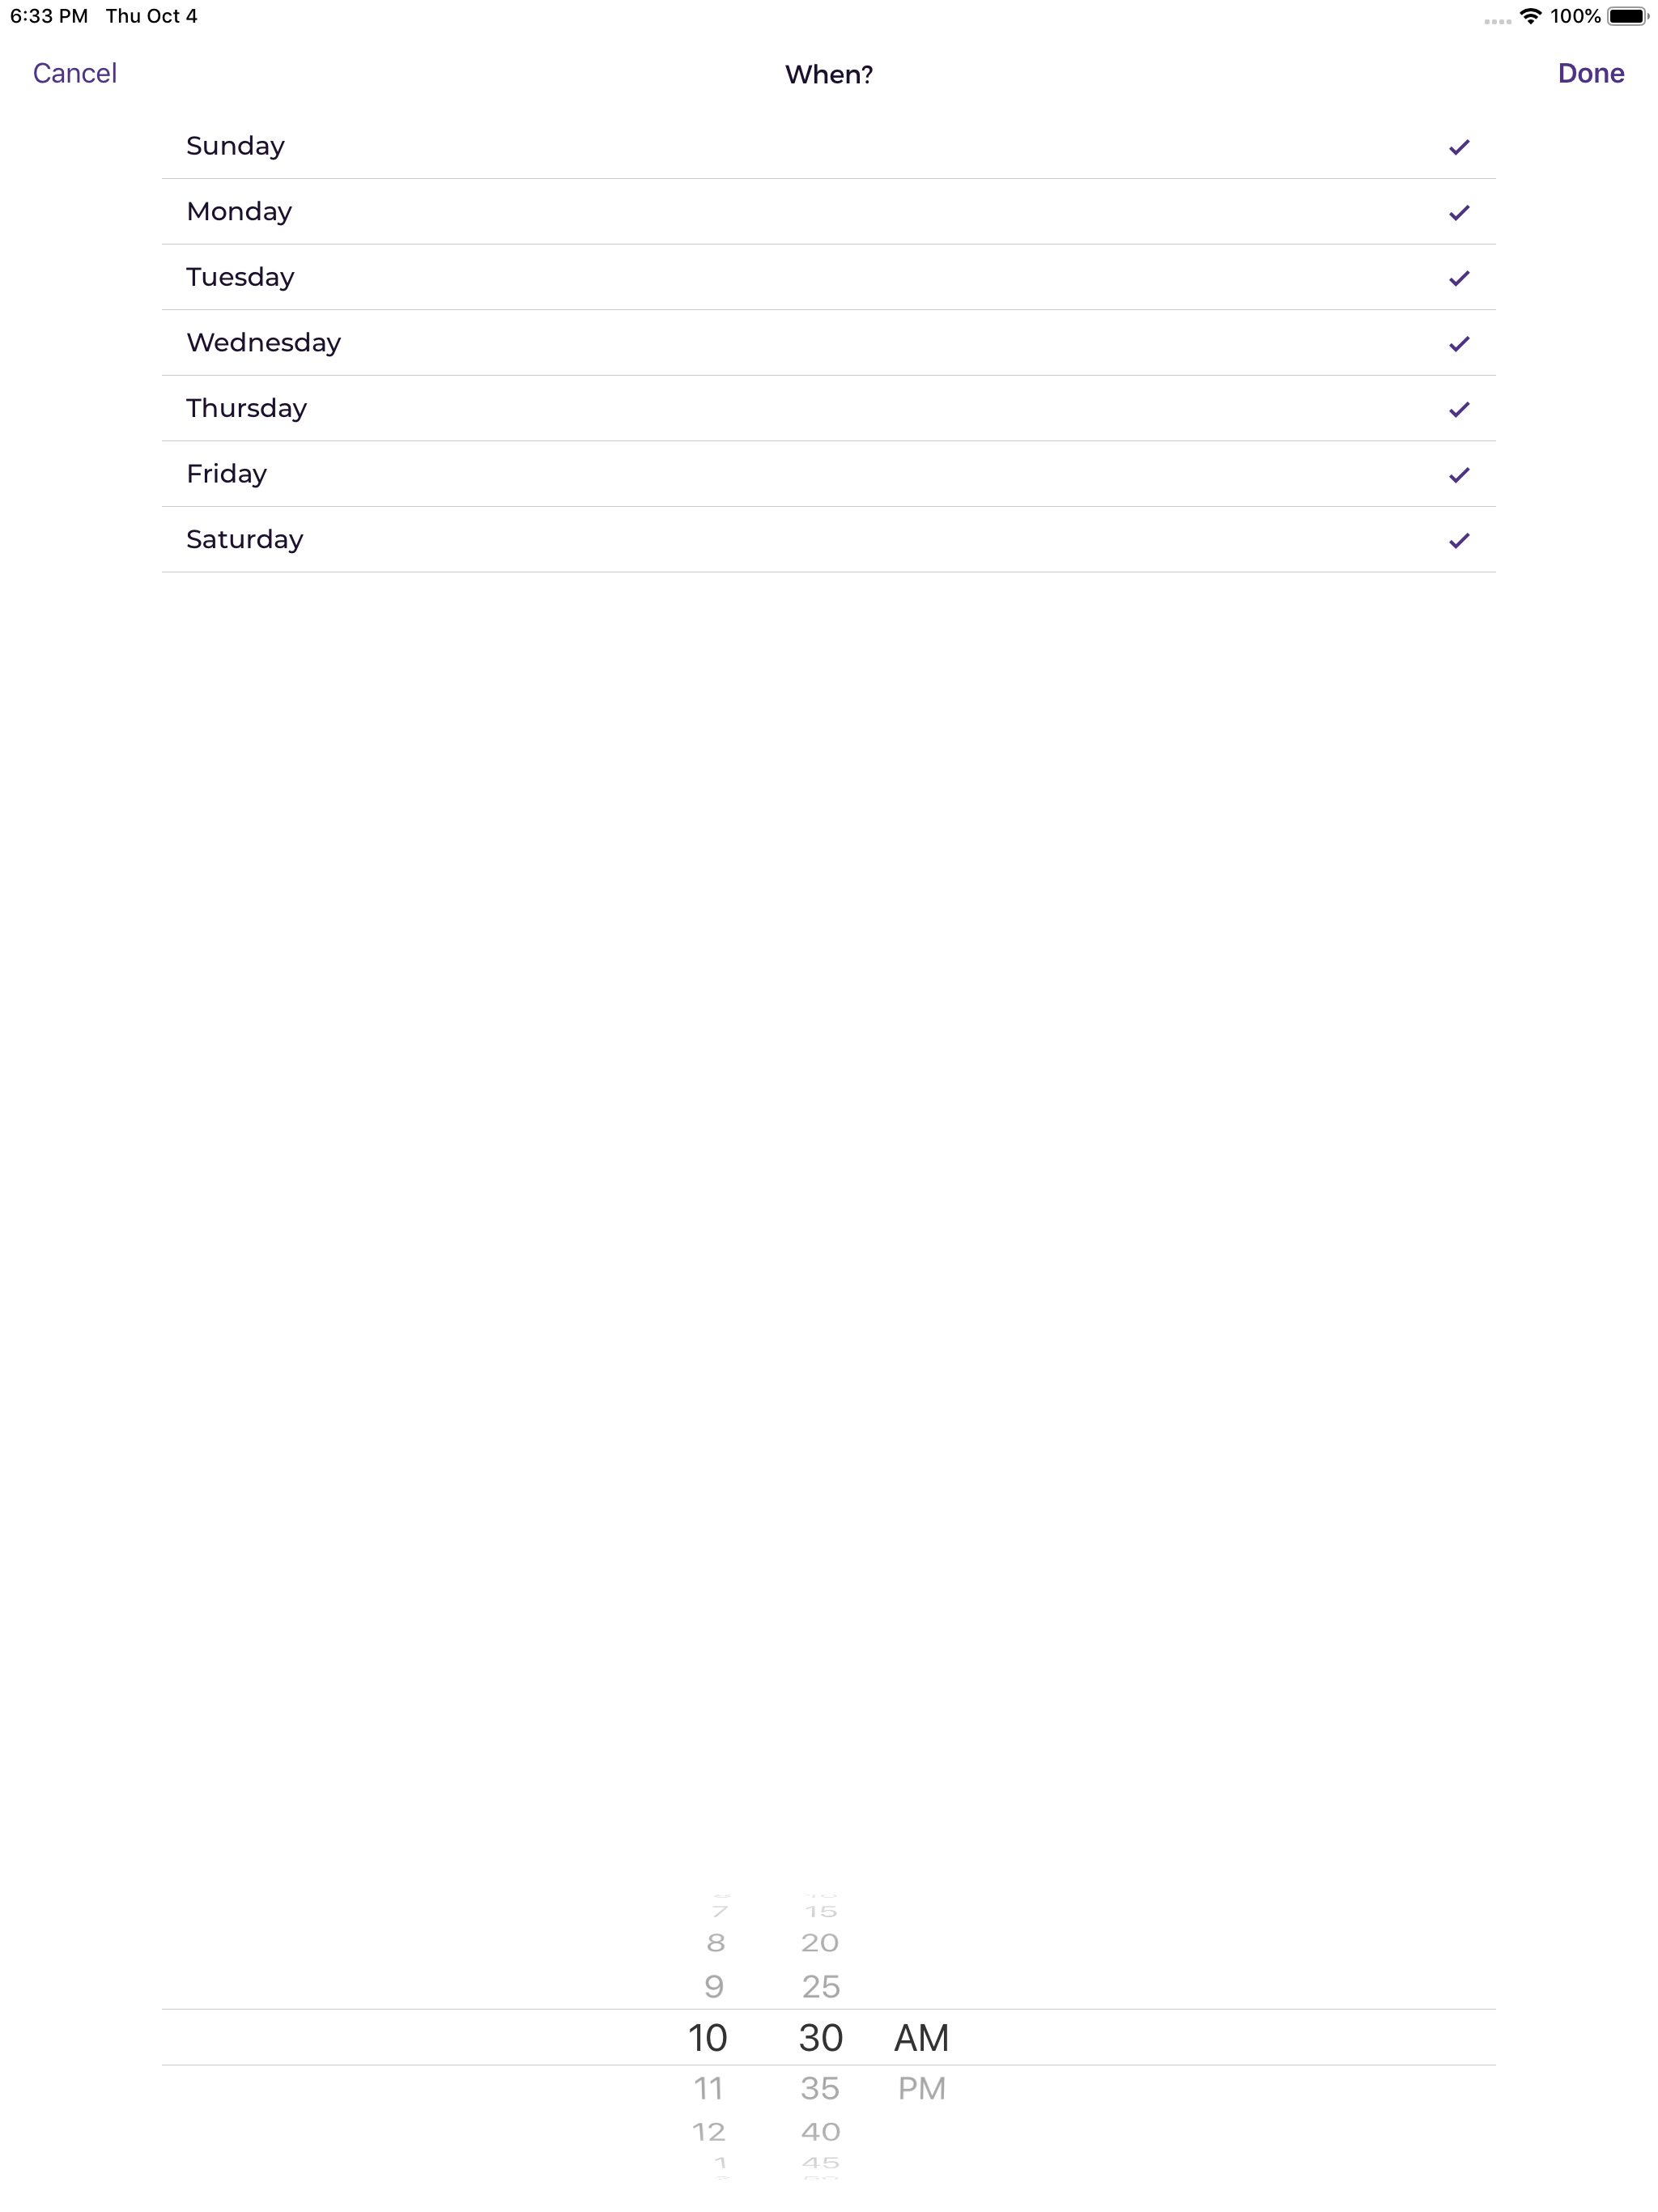 6:33 PM Thu Oct 4 100%
Cancel When? Done
Sunday
Monday
Tuesday
Wednesday
Thursday
Friday
Saturday
7 15
8 20
9 25
10 30 AM
11 35 PM
12 40
1 45